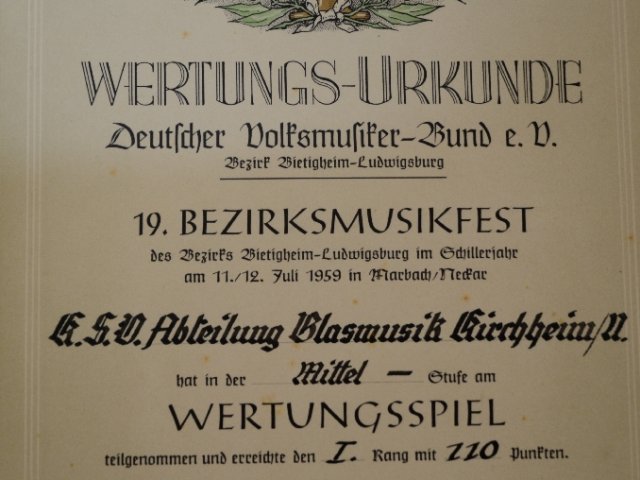 WERTUNGS-URKUNDE
Deutscher Volksmusiker-Bund e. V.
Bezirk Bietigheim-Ludwigsburg
19. BEZIRKSMUSIKFEST
des Bezirks Bietigheim-Ludwigsburg im Schillerjahr
am 11./12. Juli 1959 in Marbach/Neckar
K.S.V. Abteilung Blasmusik Kirchheim/N.
hat in der Mittel – Stufe am
WERTUNGSSPIEL
teilgenommen und erreichte den I. Rang mit 110 Punkten.